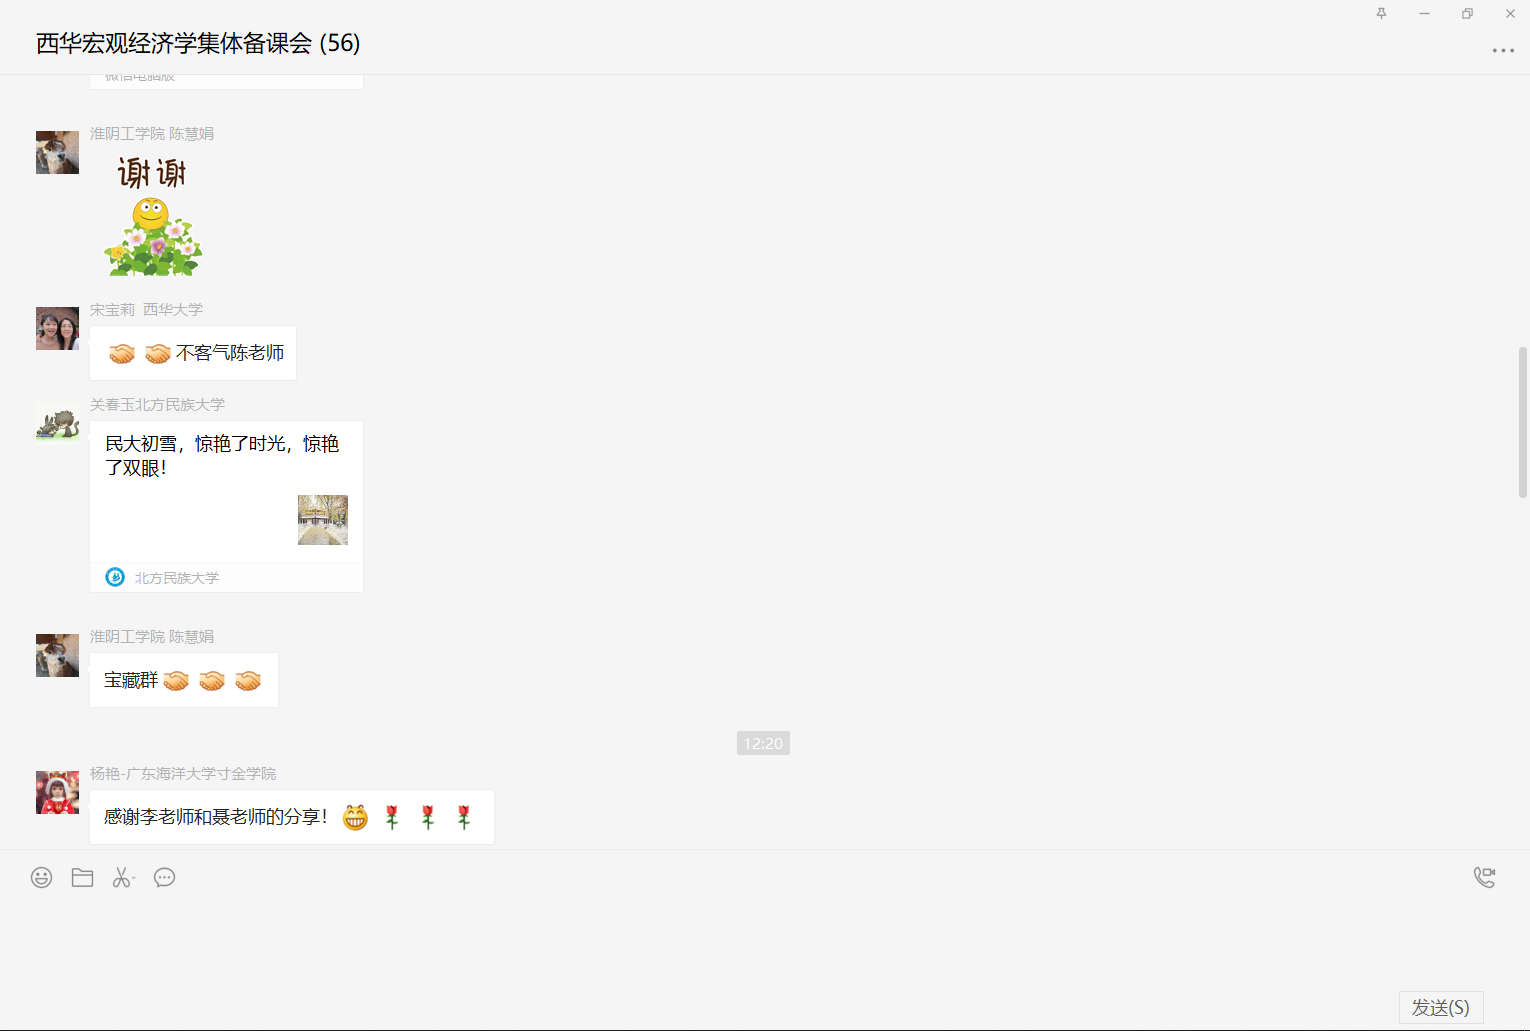 西华宏观经济学集体备课会 (56)
微信电脑版
淮阴工学院 陈慧娟
谢谢
宋宝莉 西华大学
不客气陈老师
关春玉北方民族大学
民大初雪，惊艳了时光，惊艳
了双眼！
北方民族大学
淮阴工学院 陈慧娟
宝藏群
12:20
杨艳-广东海洋大学寸金学院
感谢李老师和聂老师的分享！
发送(S)